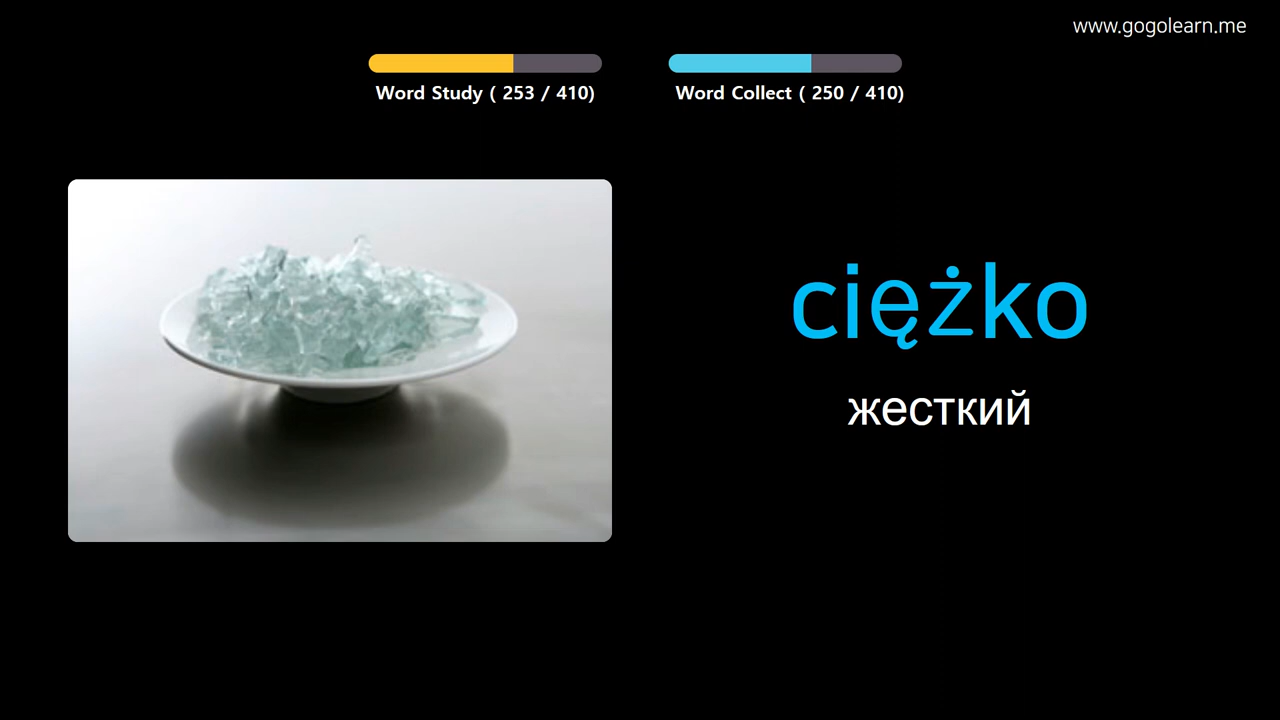 www.gogolearn.me
Word Study ( 253 / 410)
Word Collect ( 250 / 410)
ciężko
жесткий